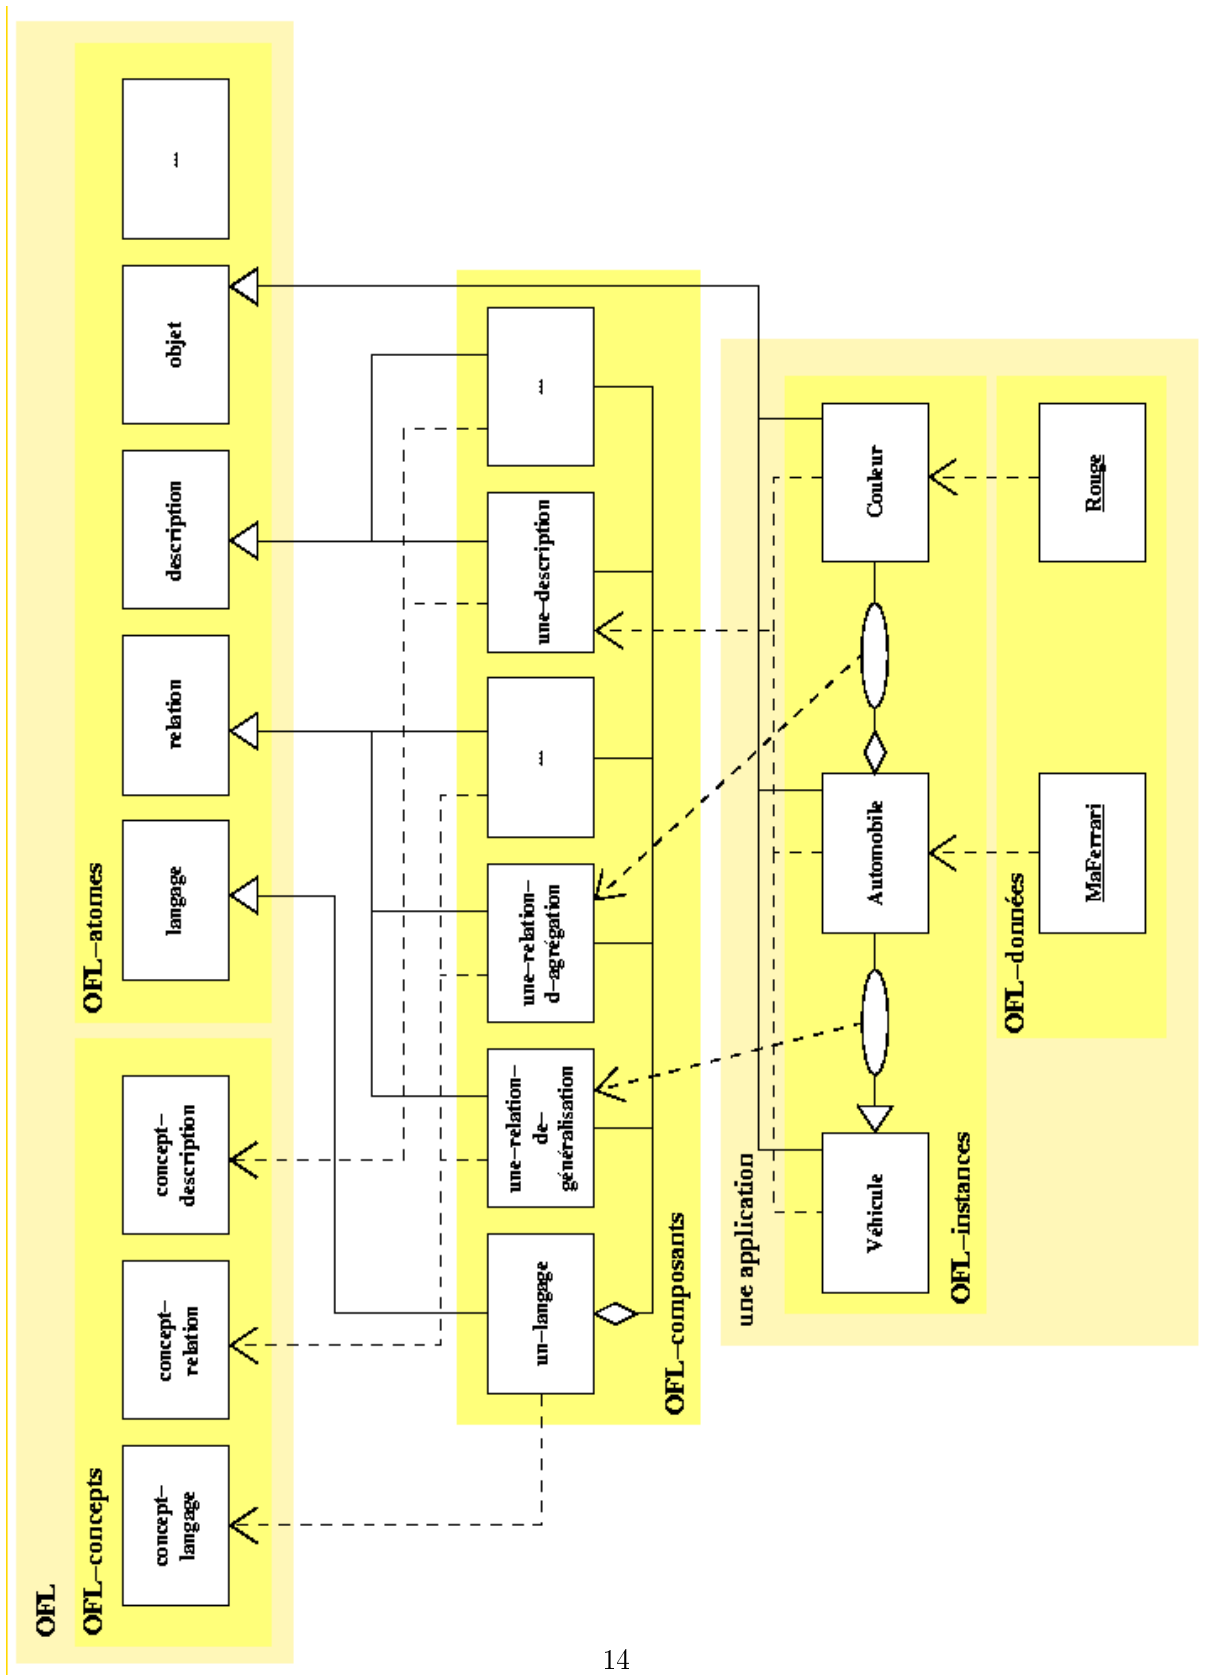 OFL
OFL–concepts
concept–
langage
concept–
relation
concept–
description
OFL–atomes
langage
relation
description
objet
...
un–langage
une–relation–
de–
généralisation
une–relation–
d–agrégation
...
une–description
...
OFL–composants
une application
Véhicule
Automobile
Couleur
OFL–instances
OFL–données
MaFerrari
Rouge
14